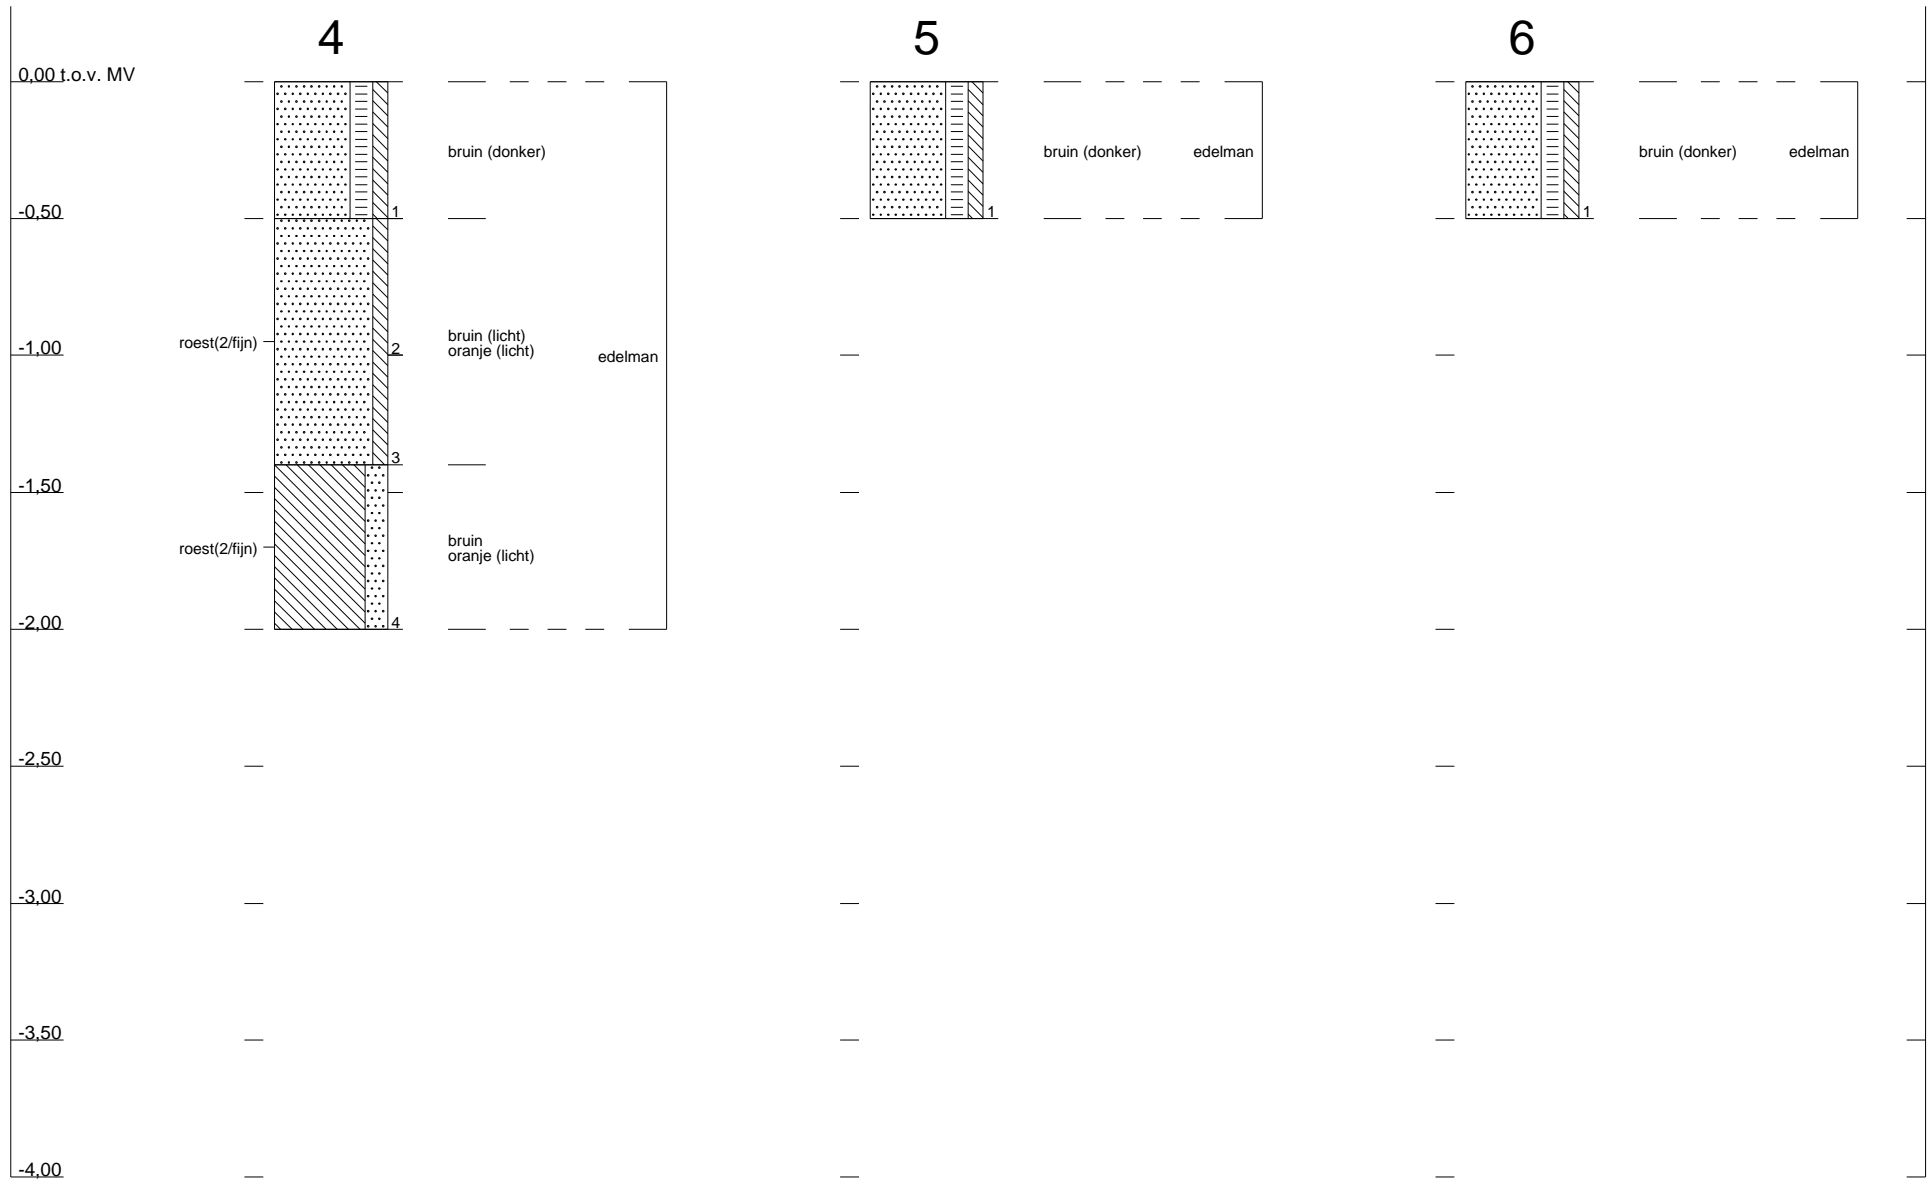 4
5
6
0,00 t.o.v. MV
bruin (donker)
bruin (donker)
edelman
bruin (donker)
edelman
-0,50
1
1
1
roest(2/fijn)
2
bruin (licht)
oranje (licht)
edelman
-1,00
3
-1,50
roest(2/fijn)
bruin
oranje (licht)
-2,00
4
-2,50
-3,00
-3,50
-4,00